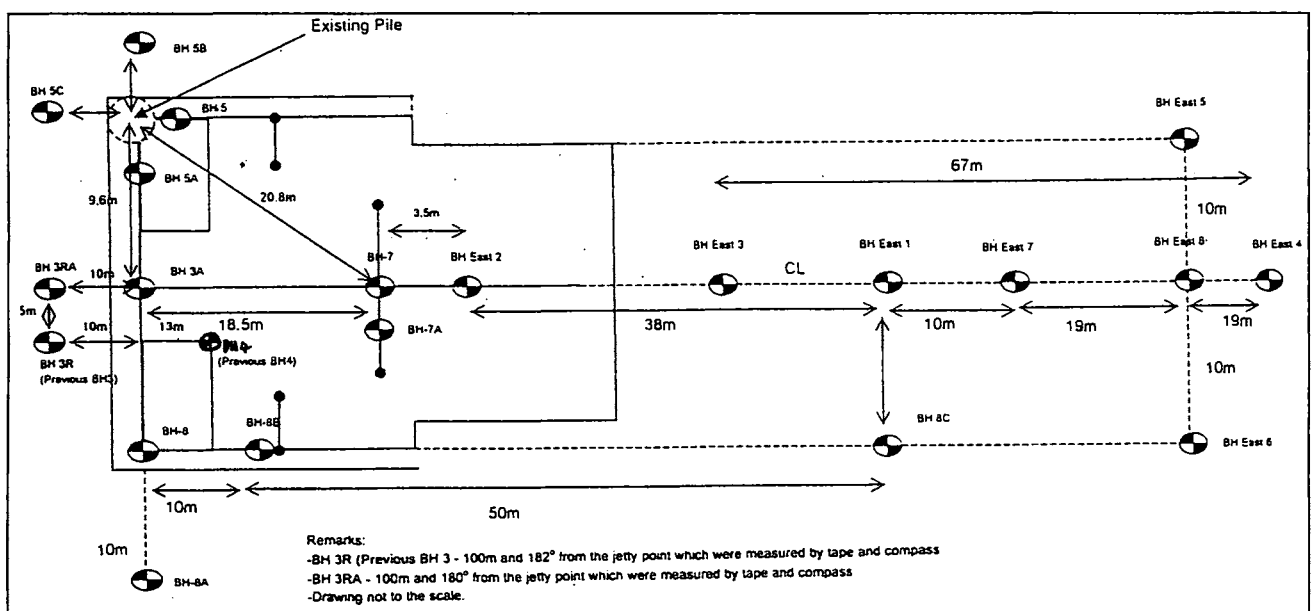 Existing Pile
BH 5B
BH 5C
BH-5
BH East 5
BH 5A
67m
9.6m
20.8m
3.5m
10m
BH 3RA
10m
BH 3A
BH-7
BH East 2
BH East 3
CL
BH East 1
BH East 7
BH East 8
BH East 4
5m
10m
13m
18.5m
BH-7A
38m
10m
19m
19m
BH 3R
(Previous BH3)
BH4
(Previous BH4)
10m
BH-8
BH-8B
BH 8C
BH East 6
10m
50m
10m
BH-8A
Remarks:
-BH 3R (Previous BH 3 - 100m and 182° from the jetty point which were measured by tape and compass
-BH 3RA - 100m and 180° from the jetty point which were measured by tape and compass
-Drawing not to the scale.